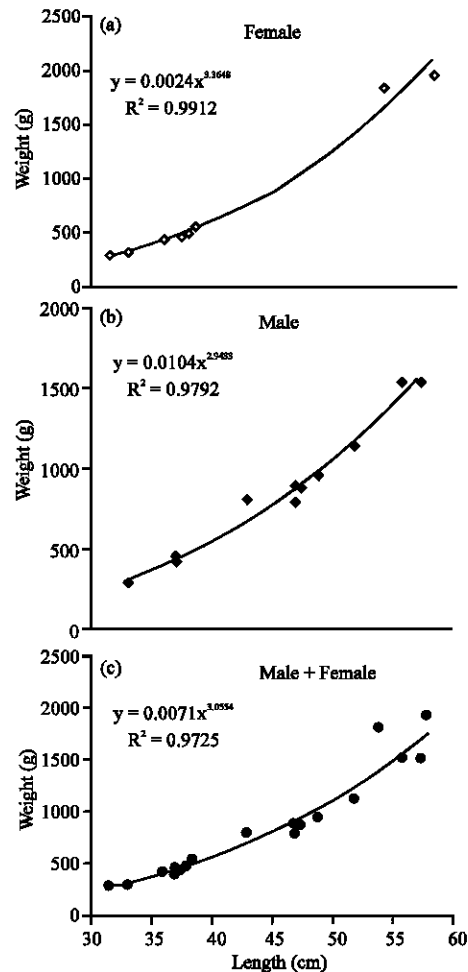 (a)
Female
y = 0.0024x^3.3648
R² = 0.9912
Weight (g)
2500
2000
1500
1000
500
0
(b)
Male
y = 0.0104x^2.9433
R² = 0.9792
Weight (g)
2000
1500
1000
500
0
(c)
Male + Female
y = 0.0071x^3.0554
R² = 0.9725
Weight (g)
2500
2000
1500
1000
500
0
30 35 40 45 50 55 60
Length (cm)